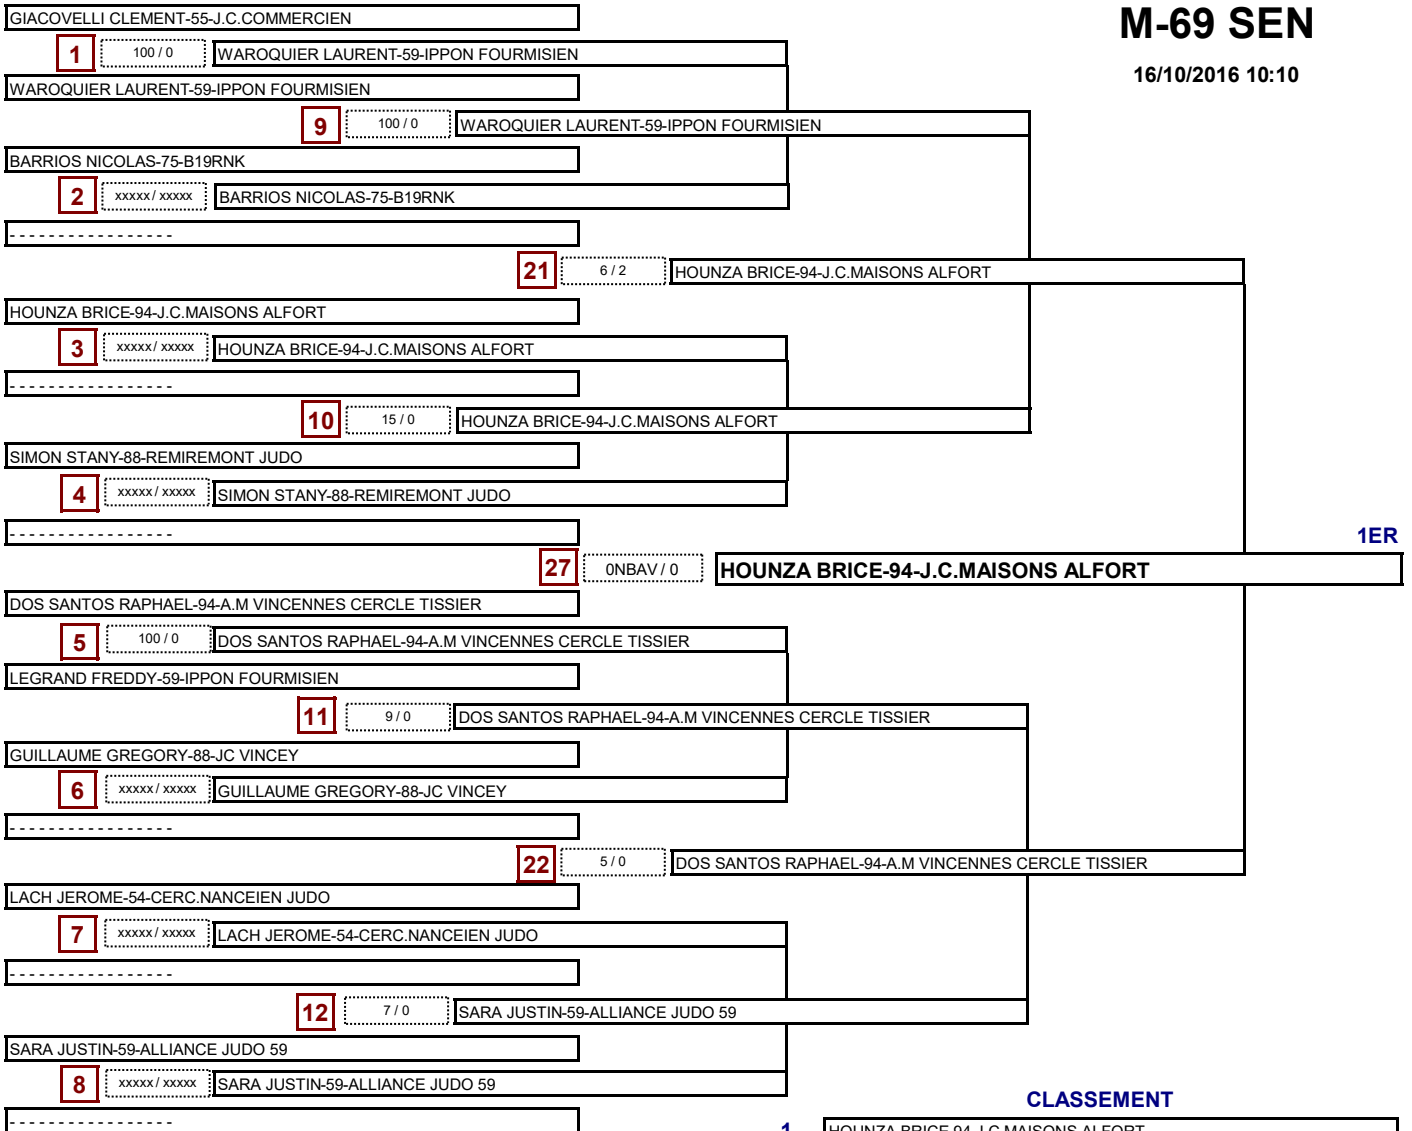 GIACOVELLI CLEMENT-55-J.C.COMMERCIEN
M-69 SEN
1 100 / 0 WAROQUIER LAURENT-59-IPPON FOURMISIEN
16/10/2016 10:10
WAROQUIER LAURENT-59-IPPON FOURMISIEN
9 100 / 0 WAROQUIER LAURENT-59-IPPON FOURMISIEN
BARRIOS NICOLAS-75-B19RNK
2 xxxxx / xxxxx BARRIOS NICOLAS-75-B19RNK
- - - - - - - - - - - - - - - - -
21 6 / 2 HOUNZA BRICE-94-J.C.MAISONS ALFORT
HOUNZA BRICE-94-J.C.MAISONS ALFORT
3 xxxxx / xxxxx HOUNZA BRICE-94-J.C.MAISONS ALFORT
- - - - - - - - - - - - - - - - -
10 15 / 0 HOUNZA BRICE-94-J.C.MAISONS ALFORT
SIMON STANY-88-REMIREMONT JUDO
4 xxxxx / xxxxx SIMON STANY-88-REMIREMONT JUDO
- - - - - - - - - - - - - - - - -
1ER
27 0NBAV / 0 HOUNZA BRICE-94-J.C.MAISONS ALFORT
DOS SANTOS RAPHAEL-94-A.M VINCENNES CERCLE TISSIER
5 100 / 0 DOS SANTOS RAPHAEL-94-A.M VINCENNES CERCLE TISSIER
LEGRAND FREDDY-59-IPPON FOURMISIEN
11 9 / 0 DOS SANTOS RAPHAEL-94-A.M VINCENNES CERCLE TISSIER
GUILLAUME GREGORY-88-JC VINCEY
6 xxxxx / xxxxx GUILLAUME GREGORY-88-JC VINCEY
- - - - - - - - - - - - - - - - -
22 5 / 0 DOS SANTOS RAPHAEL-94-A.M VINCENNES CERCLE TISSIER
LACH JEROME-54-CERC.NANCEIEN JUDO
7 xxxxx / xxxxx LACH JEROME-54-CERC.NANCEIEN JUDO
- - - - - - - - - - - - - - - - -
12 7 / 0 SARA JUSTIN-59-ALLIANCE JUDO 59
SARA JUSTIN-59-ALLIANCE JUDO 59
8 xxxxx / xxxxx SARA JUSTIN-59-ALLIANCE JUDO 59
CLASSEMENT
- - - - - - - - - - - - - - - - -
1 HOUNZA BRICE-94-J.C.MAISONS ALFORT